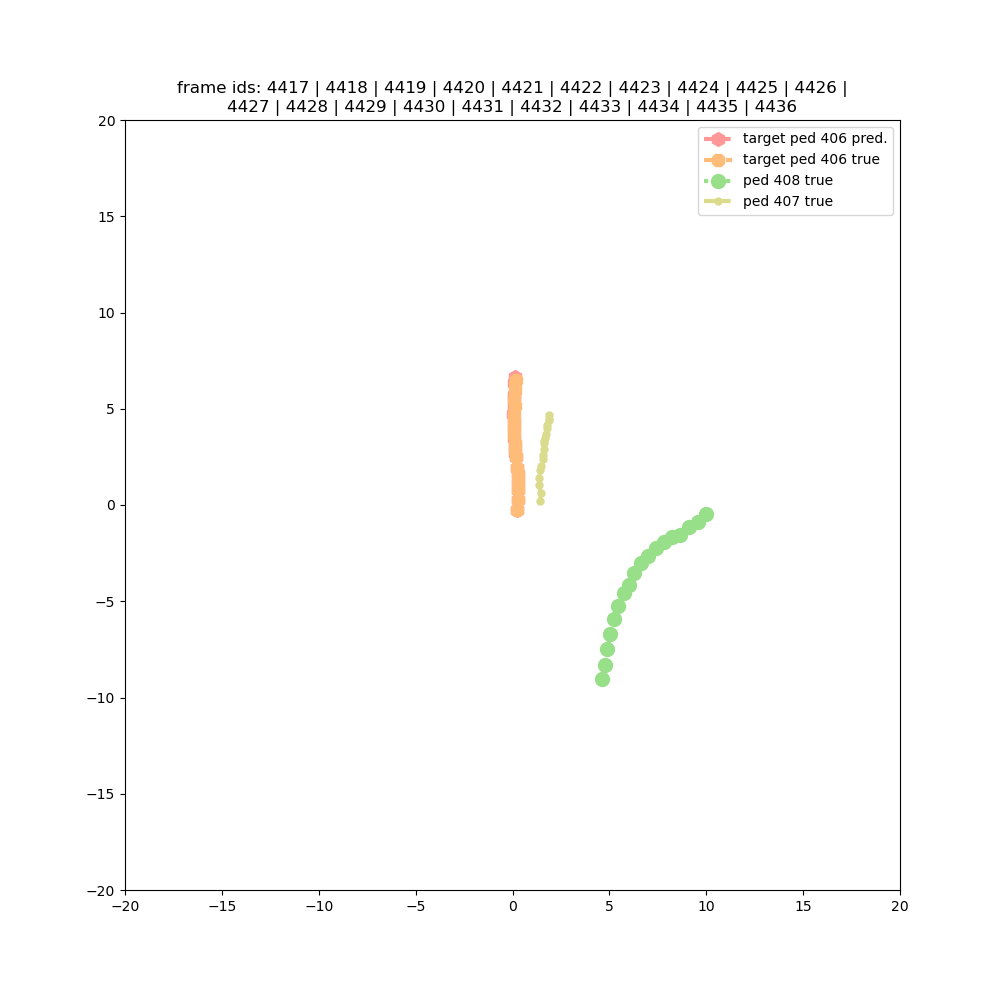 frame ids: 4417 | 4418 | 4419 | 4420 | 4421 | 4422 | 4423 | 4424 | 4425 | 4426 |
4427 | 4428 | 4429 | 4430 | 4431 | 4432 | 4433 | 4434 | 4435 | 4436
target ped 406 pred.
target ped 406 true
ped 408 true
ped 407 true
20
15
10
5
0
−5
−10
−15
−20
−20 −15 −10 −5 0 5 10 15 20